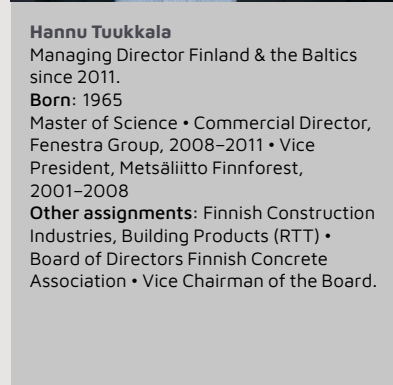 Hannu Tuukkala
Managing Director Finland & the Baltics
since 2011.
Born: 1965
Master of Science • Commercial Director,
Fenestra Group, 2008–2011 • Vice
President, Metsäliitto Finnforest,
2001–2008
Other assignments: Finnish Construction
Industries, Building Products (RTT) •
Board of Directors Finnish Concrete
Association • Vice Chairman of the Board.